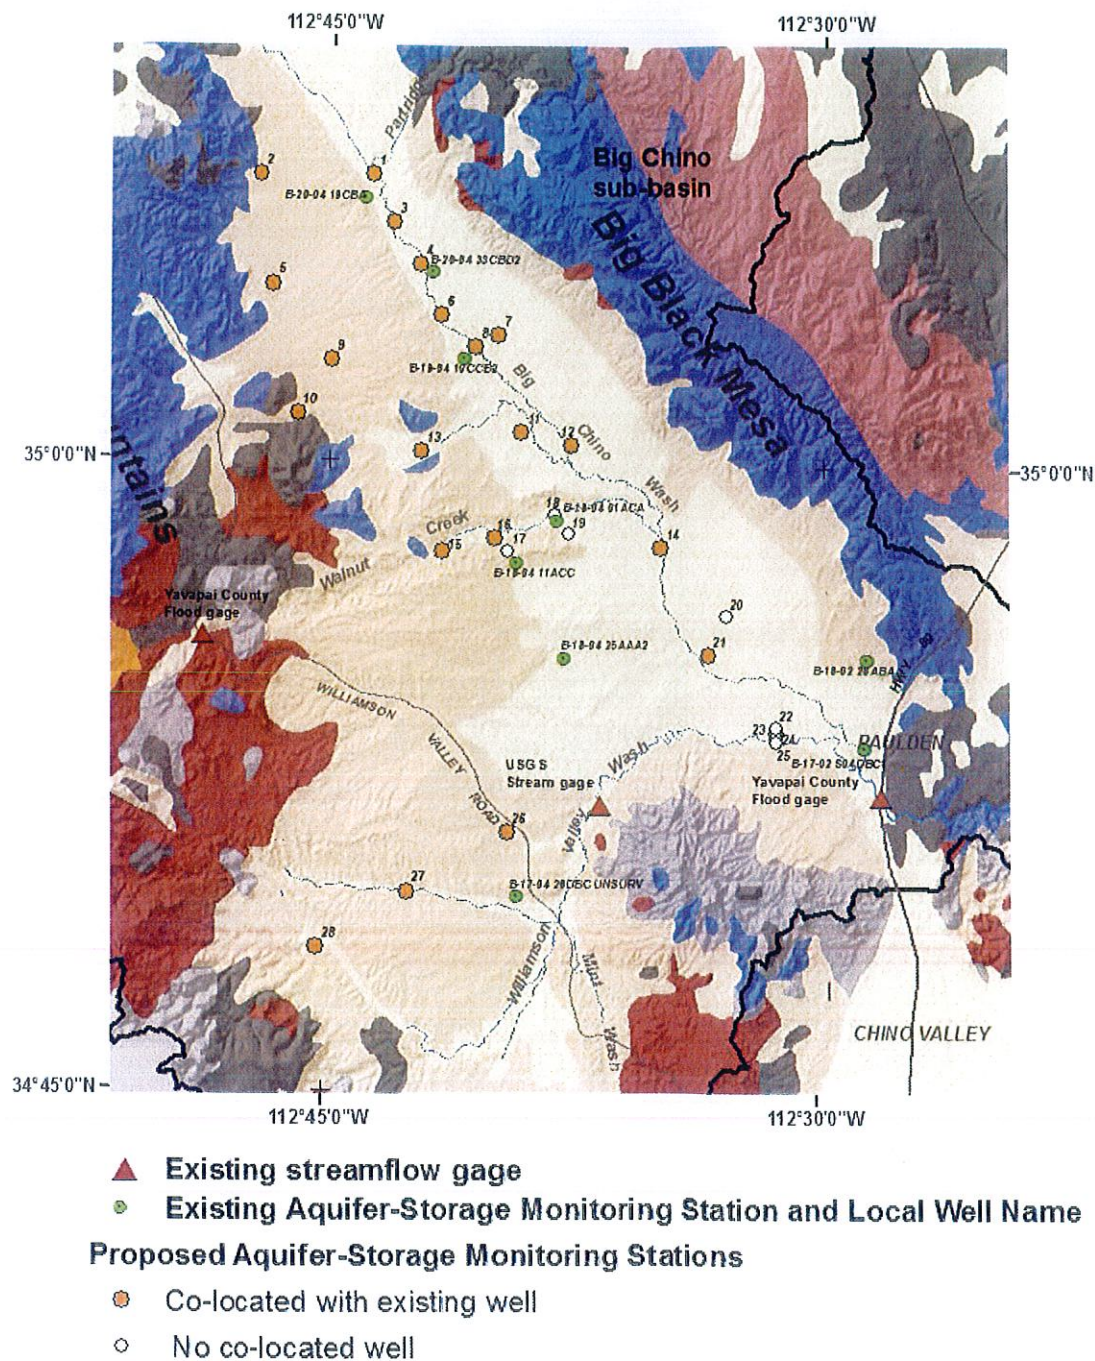 112°45'0"W
112°30'0"W
Partridge
Big Chino
sub-basin
1
2
B-20-04 19CBA
3
4
B-20-04 33CBD2
Big Black Mesa
5
6
7
8
9
B-19-04
Big
10
11
12
Chino
13
35°0'0"N
35°0'0"N
ntains
Wash
18
B-18-04 01ACA
Creek
16
19
17
15
14
B-18-04 11ACC
Walnut
Yavapai County
Flood gage
20
21
B-18-04 25AAA2
B-18-02 28ABA
HWY 89
WILLIAMSON
VALLEY
ROAD
22
23
24
25
PAULDEN
B-17-02
USGS
Stream gage
Wash
Yavapai County
Flood gage
Valley
26
27
B-17-04 20DBC UNSURV
28
Williamson
Mint
Wash
CHINO VALLEY
34°45'0"N
112°45'0"W
112°30'0"W
Existing streamflow gage
Existing Aquifer-Storage Monitoring Station and Local Well Name
Proposed Aquifer-Storage Monitoring Stations
Co-located with existing well
No co-located well